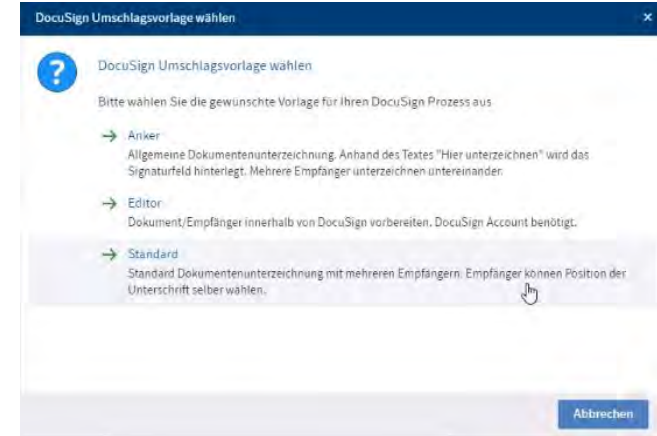 DocuSign Umschlagsvorlage wählen
×
?
DocuSign Umschlagsvorlage wählen
Bitte wählen Sie die gewünschte Vorlage für Ihren DocuSign Prozess aus
→ Anker
Allgemeine Dokumentenunterzeichnung. Anhand des Textes "Hier unterzeichnen" wird das
Signaturfeld hinterlegt. Mehrere Empfänger unterzeichnen untereinander.
→ Editor
Dokument/Empfänger innerhalb von DocuSign vorbereiten. DocuSign Account benötigt.
→ Standard
Standard Dokumentenunterzeichnung mit mehreren Empfängern. Empfänger können Position der
Unterschrift selber wählen.
Abbrechen